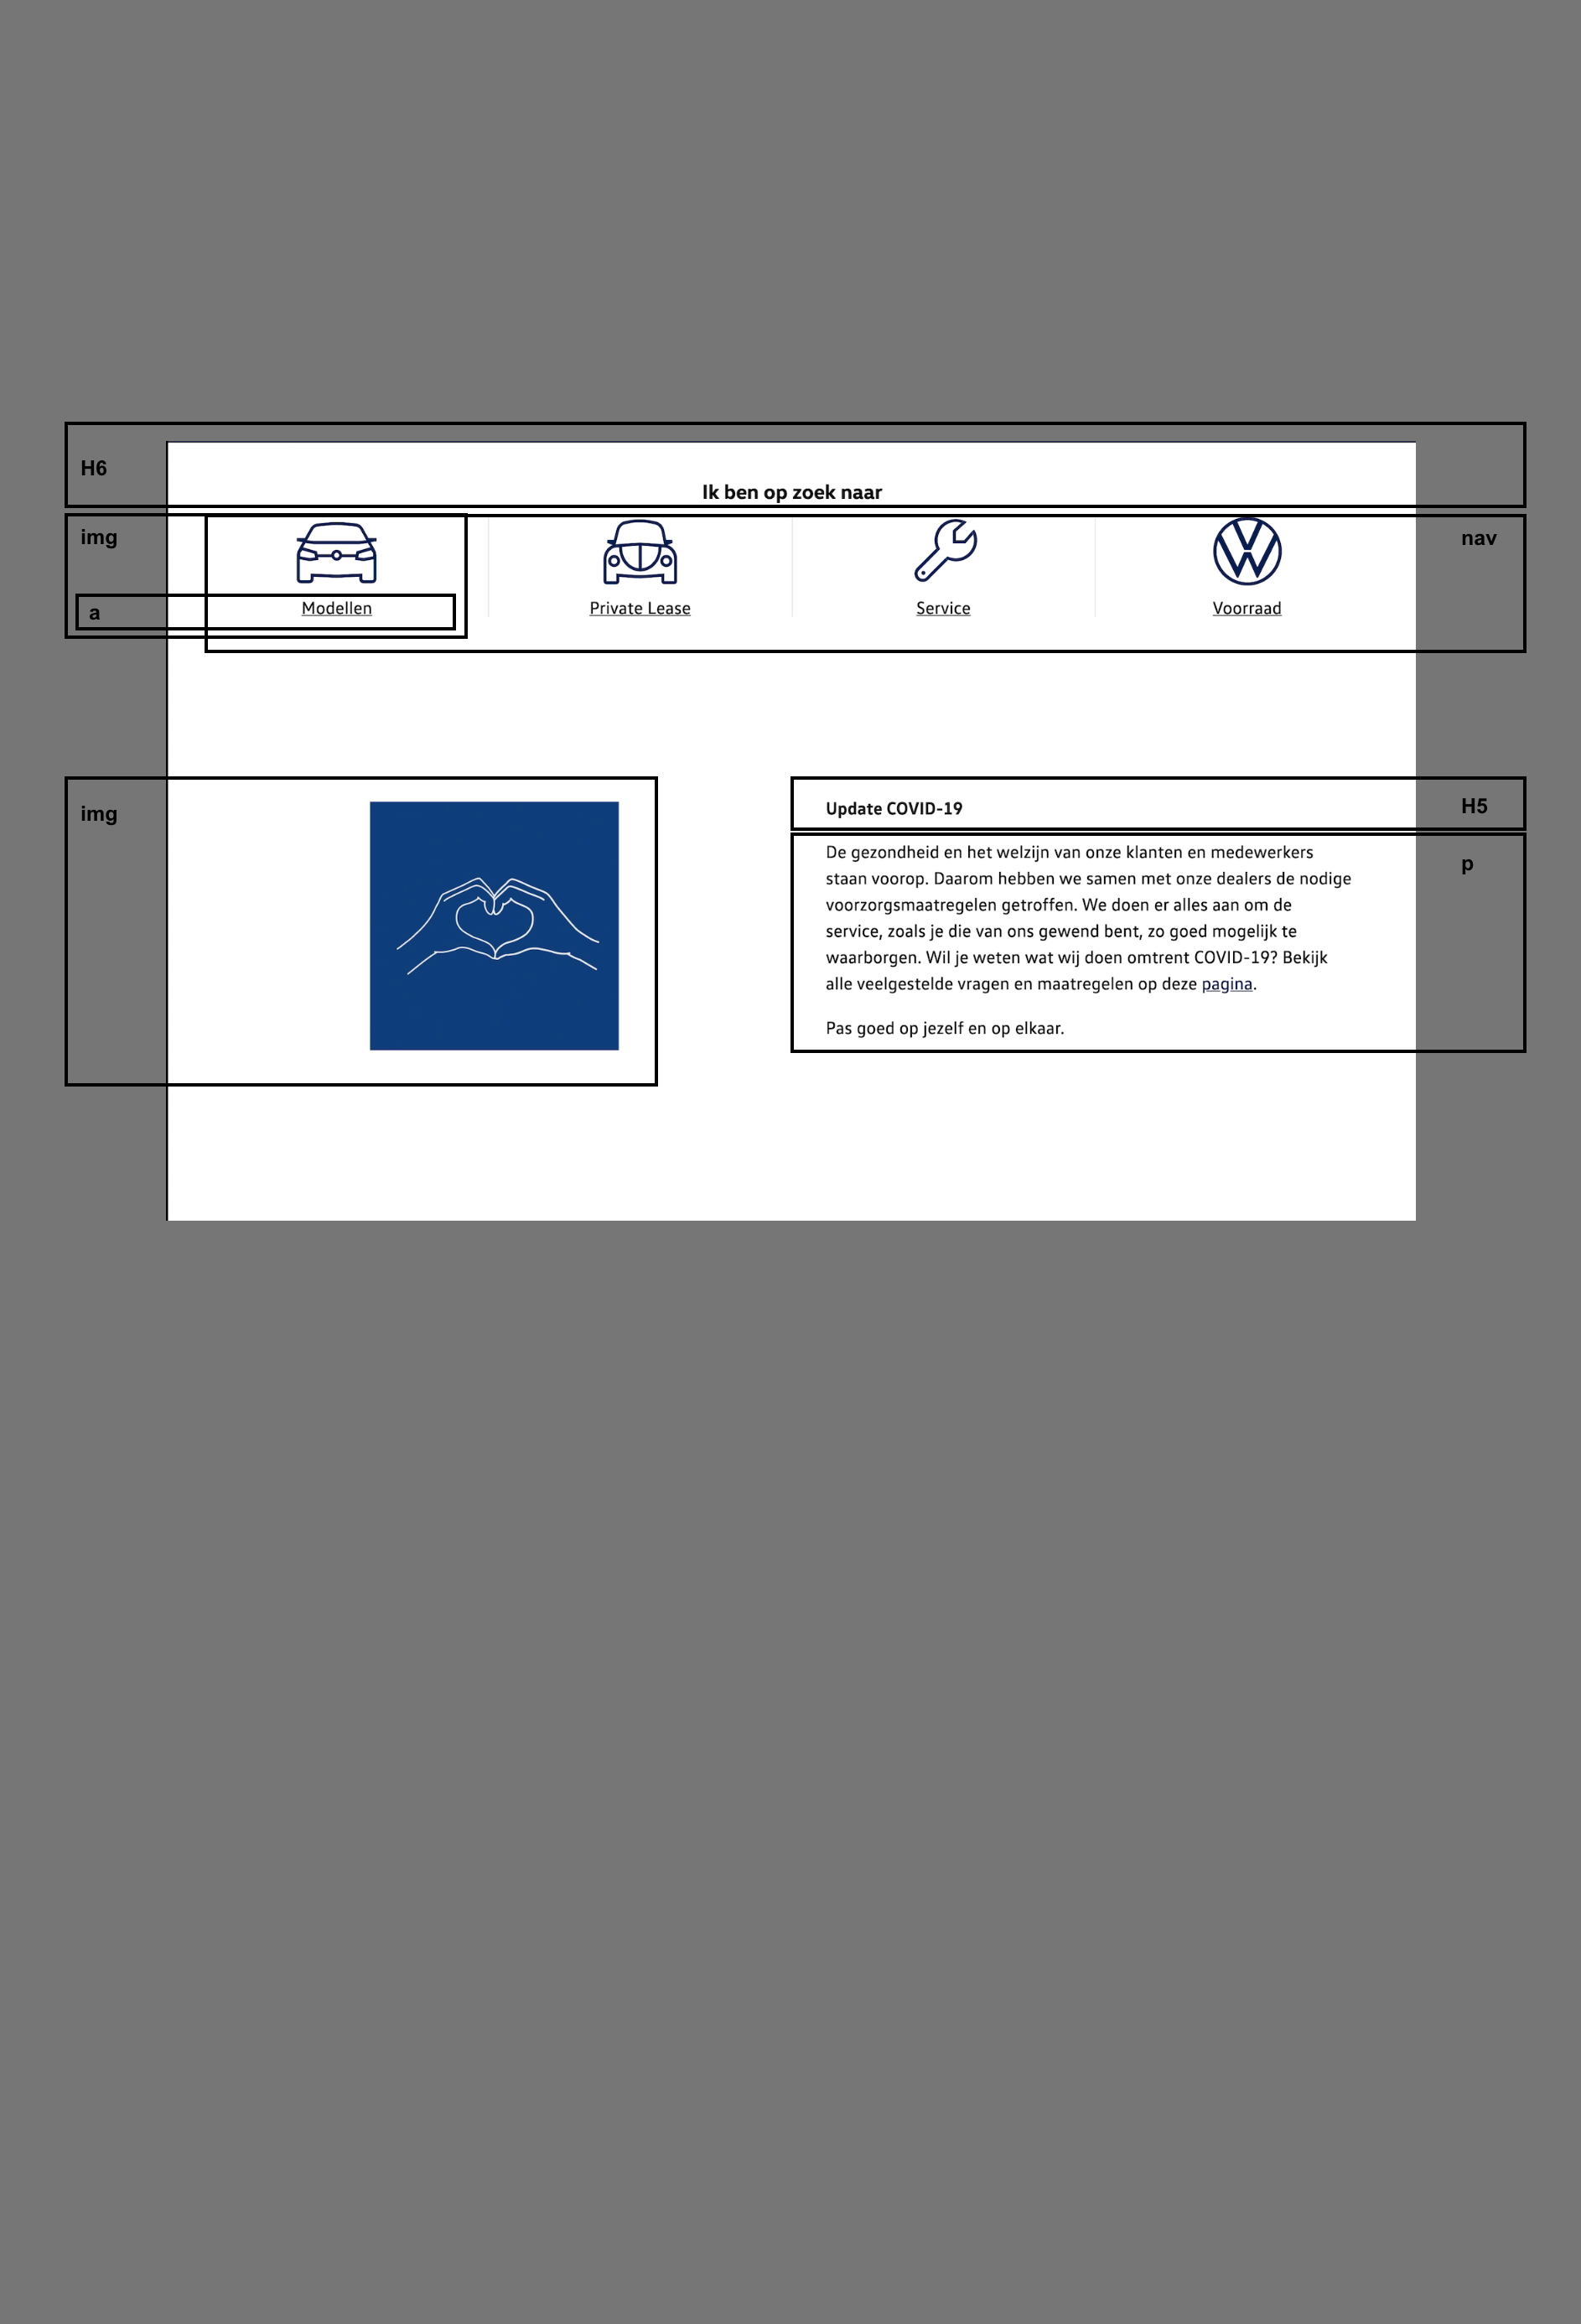 H6
Ik ben op zoek naar
img
nav
a
Modellen
Private Lease
Service
Voorraad
img
Update COVID-19
H5
De gezondheid en het welzijn van onze klanten en medewerkers
p
staan voorop. Daarom hebben we samen met onze dealers de nodige
voorzorgsmaatregelen getroffen. We doen er alles aan om de
service, zoals je die van ons gewend bent, zo goed mogelijk te
waarborgen. Wil je weten wat wij doen omtrent COVID-19? Bekijk
alle veelgestelde vragen en maatregelen op deze pagina.
Pas goed op jezelf en op elkaar.